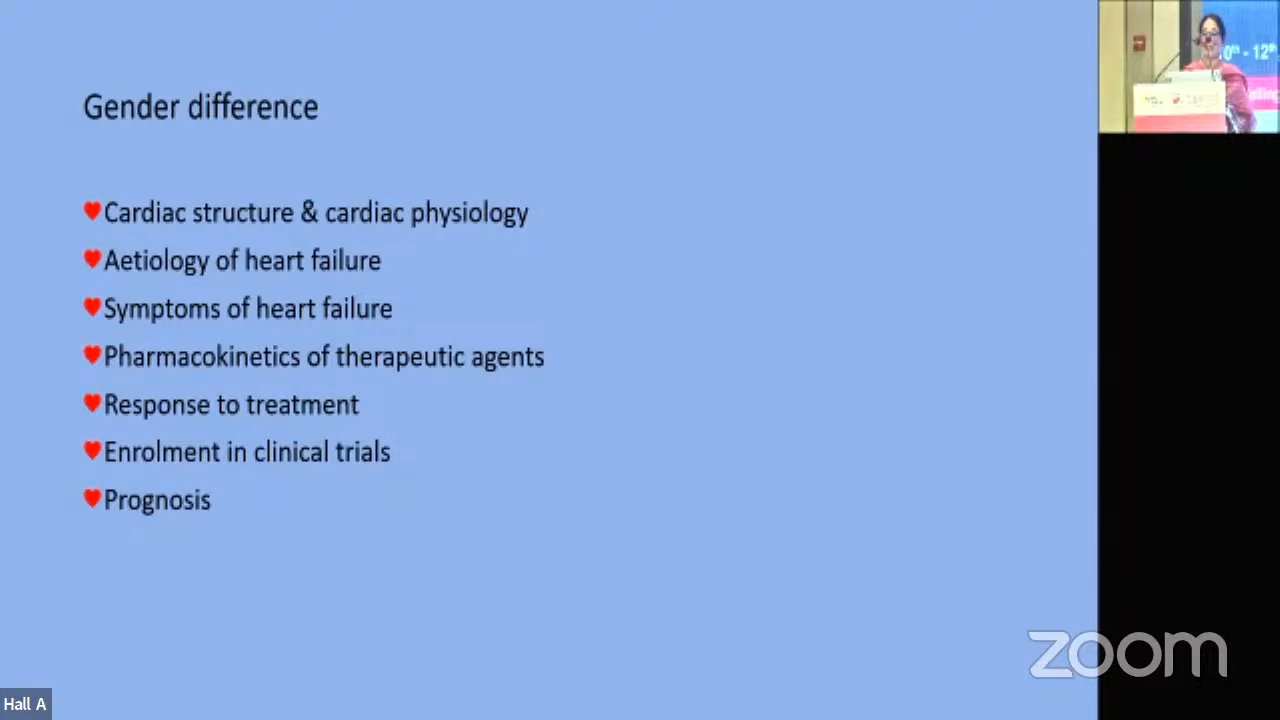 Gender difference
Cardiac structure & cardiac physiology
Aetiology of heart failure
Symptoms of heart failure
Pharmacokinetics of therapeutic agents
Response to treatment
Enrolment in clinical trials
Prognosis
zoom
Hall A